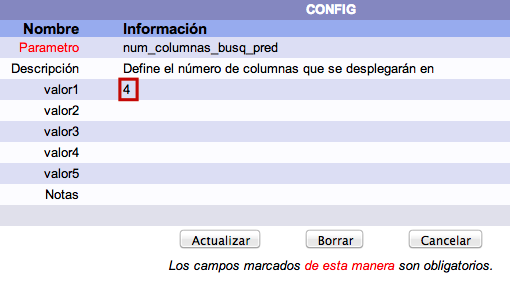 CONFIG
Nombre Información
Parametro num_columnas_busq_pred
Descripción Define el número de columnas que se desplegarán en
valor1 4
valor2
valor3
valor4
valor5
Notas
Actualizar Borrar Cancelar
Los campos marcados de esta manera son obligatorios.